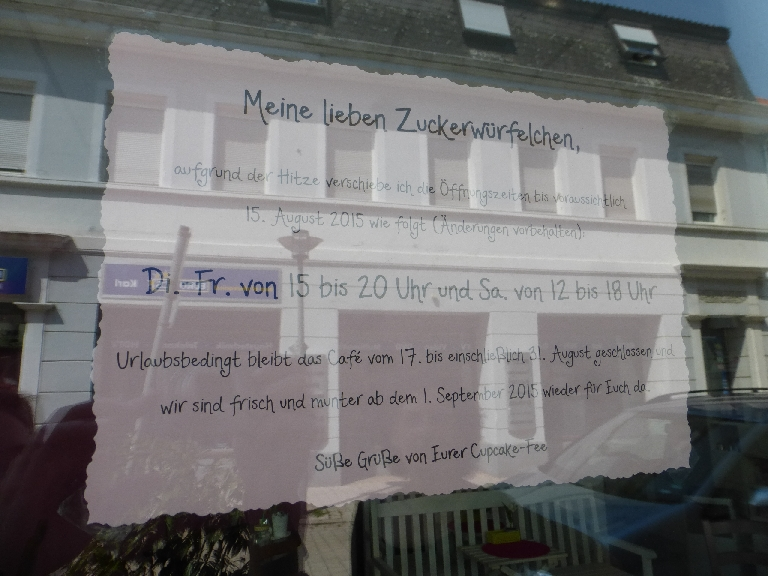 Meine lieben Zuckerwürfelchen,
aufgrund der Hitze verschiebe ich die Öffnungszeiten bis voraussichtlich
15. August 2015 wie folgt (Änderungen vorbehalten):
Di.-Fr. von 15 bis 20 Uhr und Sa. von 12 bis 18 Uhr
Urlaubsbedingt bleibt das Café vom 17. bis einschließlich 31. August geschlossen und
wir sind frisch und munter ab dem 1. September 2015 wieder für Euch da.
Süße Grüße von Eurer Cupcake-Fee